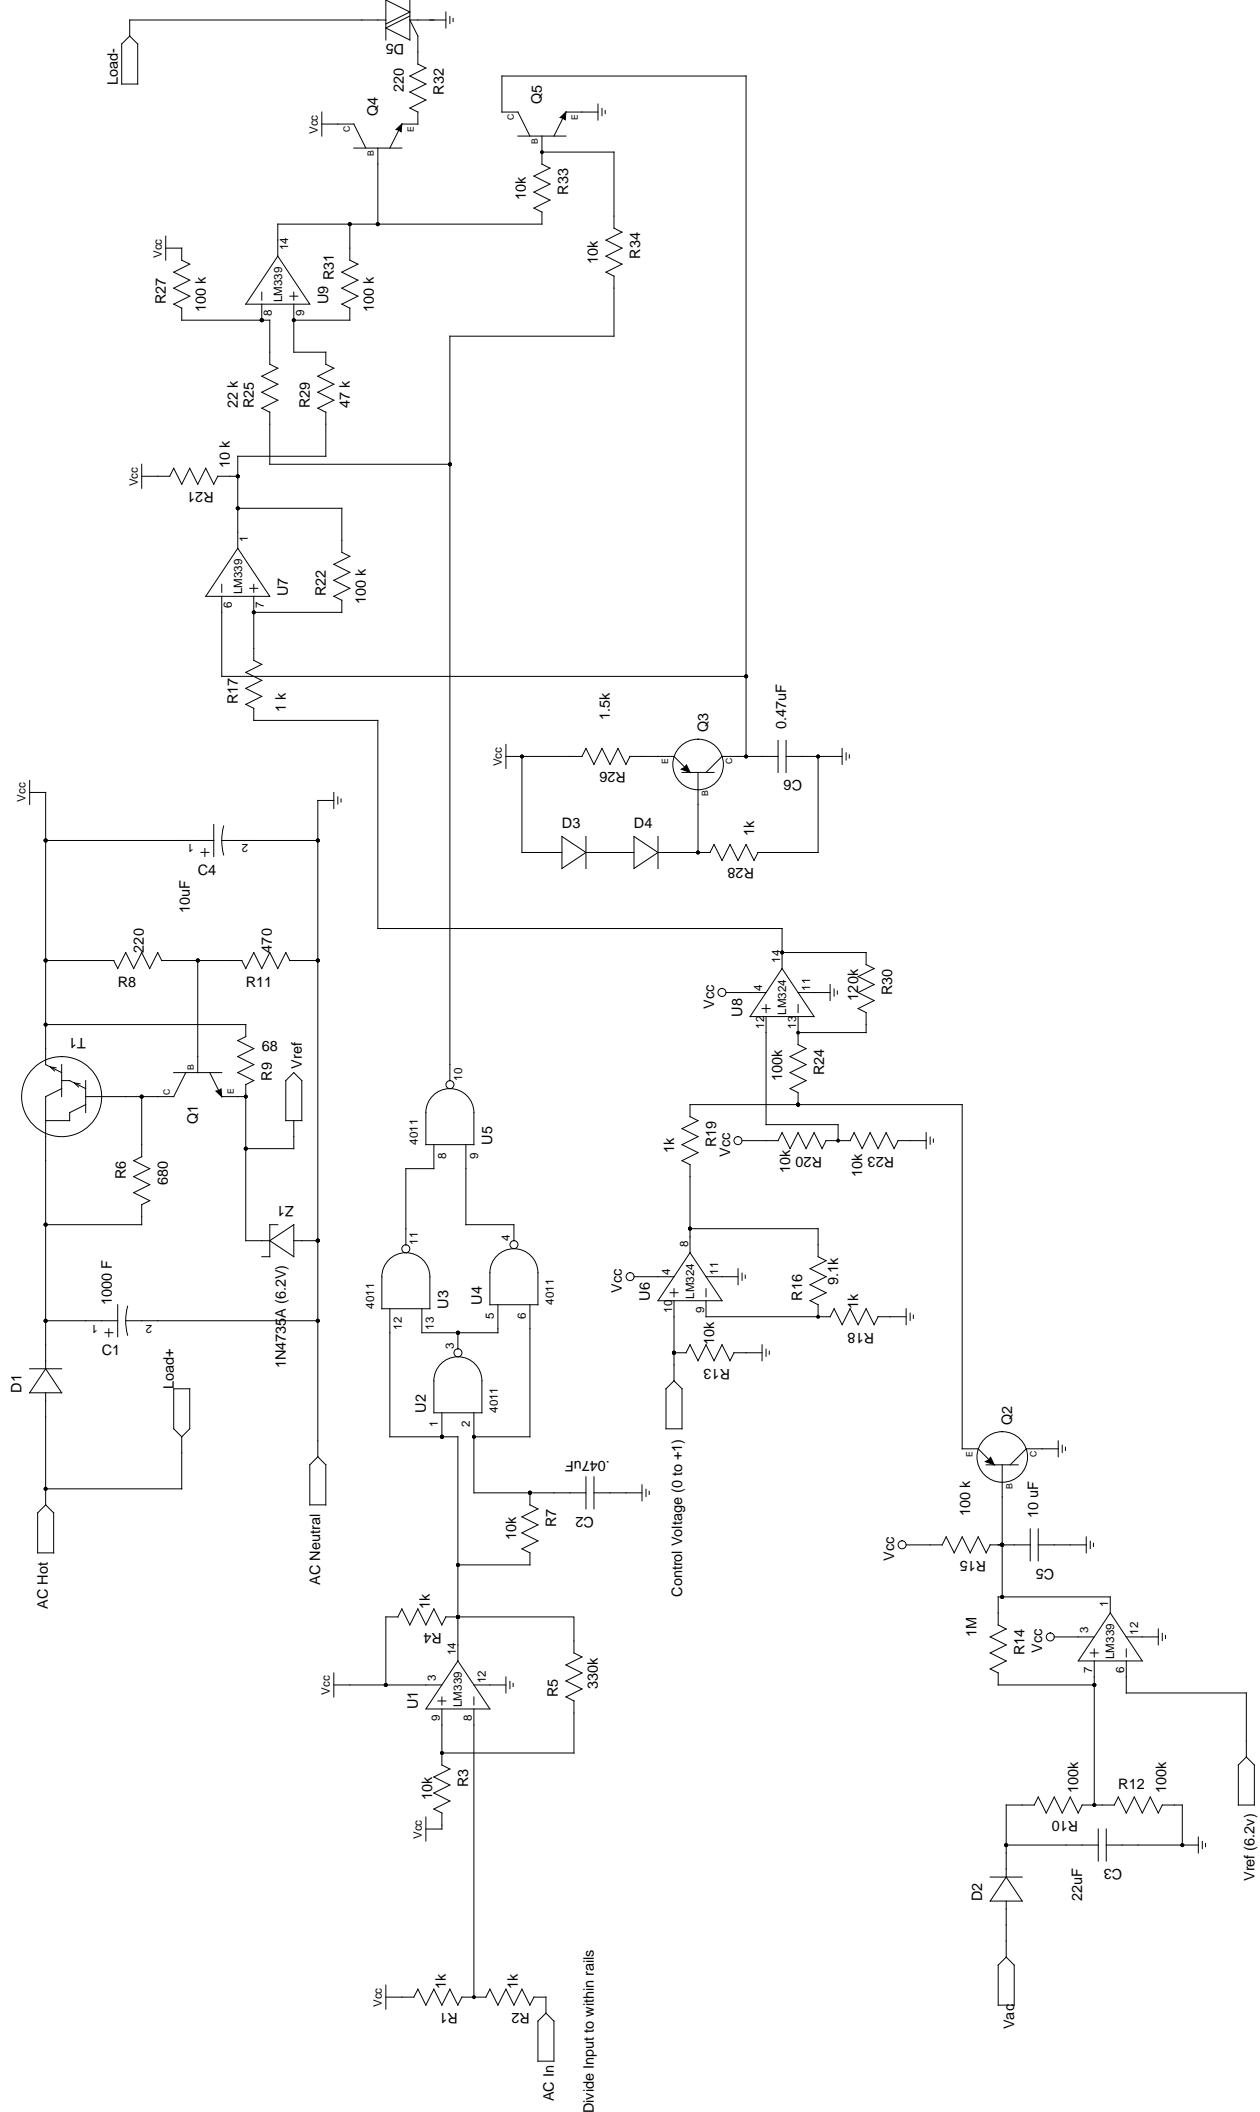 Load-
D5
220
R32
Vcc
C
Q4
B
E
C
Q5
B
E
10k
R33
10k
R34
Vcc
R27
100 k
14
LM339
8
9
U9
R31
100 k
22 k
R25
R29
47 k
Vcc
R21
10 k
1
LM339
6
7
U7
R22
100 k
R17
1 k
Vcc
1.5k
R26
E
Q3
B
C
0.47uF
C6
D3
D4
1k
R28
Vcc
1
2
C4
10uF
220
R8
470
R11
T1
68
R9
Vref
C
B
E
Q1
R6
680
Z1
1N4735A (6.2V)
1000 F
1
2
C1
D1
Load+
AC Hot
AC Neutral
14
Vcc
4
U8
LM324
11
12
13
120k
R30
100k
R24
1k
R19
Vcc
10k
R20
10k
R23
10
4011
U5
8
9
11
4011
U3
12
13
4
U4
4011
5
6
3
U2
4011
1
2
8
Vcc
4
U6
LM324
11
10
9
R16
9.1k
1k
R18
10k
R13
Control Voltage (0 to +1)
.047uF
C2
10k
R7
1k
R4
14
Vcc
3
U1
LM339
12
9
8
R5
330k
10k
R3
Vcc
Vcc
1k
R1
1k
R2
AC In
Divide Input to within rails
Q2
E
B
C
100 k
Vcc
R15
10 uF
C5
1M
R14
1
Vcc
3
LM339
12
7
6
100k
R10
R12
100k
D2
22uF
C3
Vac
Vref (6.2v)